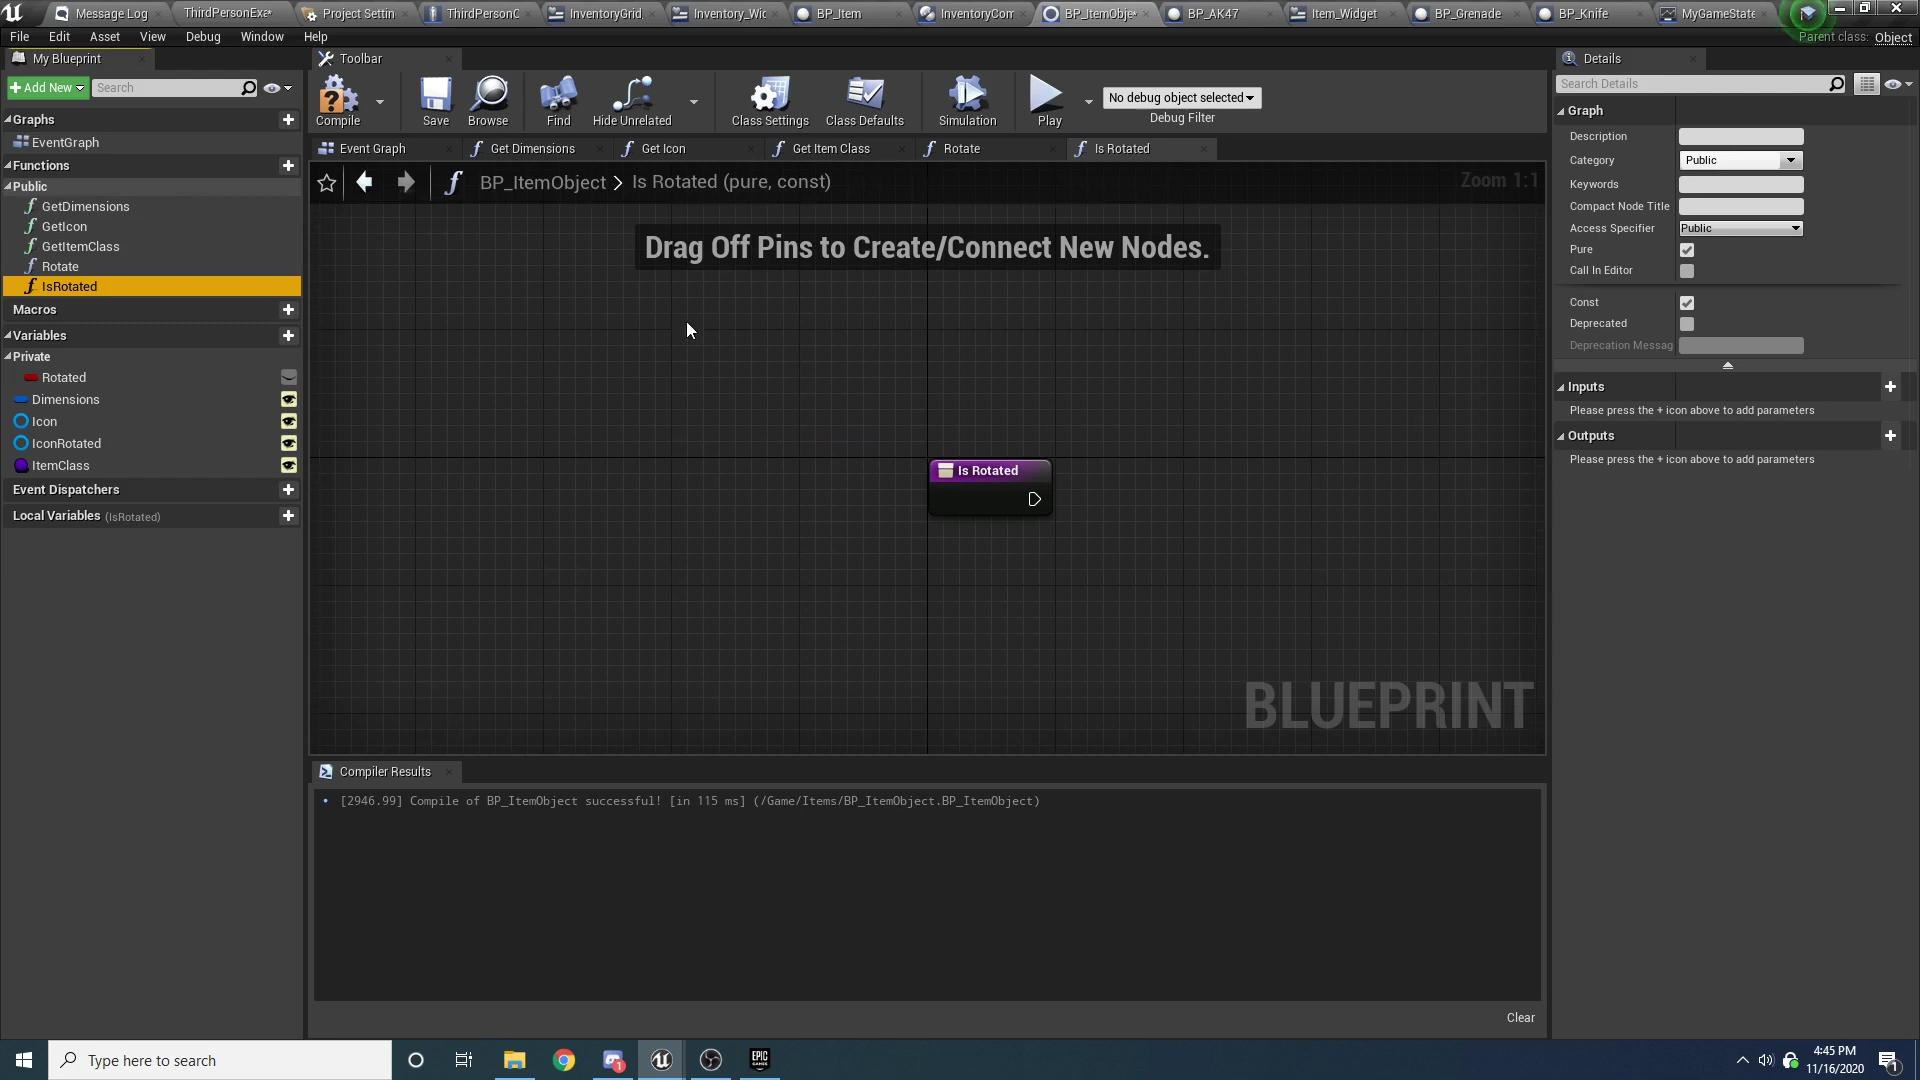 Message Log
ThirdPersonExa*
Project Settin
ThirdPersonC
InventoryGrid
Inventory_Wic
BP_Item
InventoryCom
BP_ItemObje*
BP_AK47
Item_Widget
BP_Grenade
BP_Knife
MyGameState
File Edit Asset View Debug Window Help
Parent class: Object
My Blueprint
Toolbar
Details
Add New
Search
Compile
Save
Browse
Find
Hide Unrelated
Class Settings
Class Defaults
Simulation
Play
No debug object selected
Debug Filter
Search Details
Graphs
EventGraph
Functions
Public
GetDimensions
GetIcon
GetItemClass
Rotate
IsRotated
Macros
Variables
Private
Rotated
Dimensions
Icon
IconRotated
ItemClass
Event Dispatchers
Local Variables (IsRotated)
Event Graph
Get Dimensions
Get Icon
Get Item Class
Rotate
Is Rotated
BP_ItemObject > Is Rotated (pure, const)
Zoom 1:1
Drag Off Pins to Create/Connect New Nodes.
Is Rotated
BLUEPRINT
Compiler Results
[2946.99] Compile of BP_ItemObject successful! [in 115 ms] (/Game/Items/BP_ItemObject.BP_ItemObject)
Clear
Graph
Description
Category Public
Keywords
Compact Node Title
Access Specifier Public
Pure
Call In Editor
Const
Deprecated
Deprecation Messag
Inputs
Please press the + icon above to add parameters
Outputs
Please press the + icon above to add parameters
Type here to search
1
EPIC GAMES
4:45 PM
11/16/2020
1